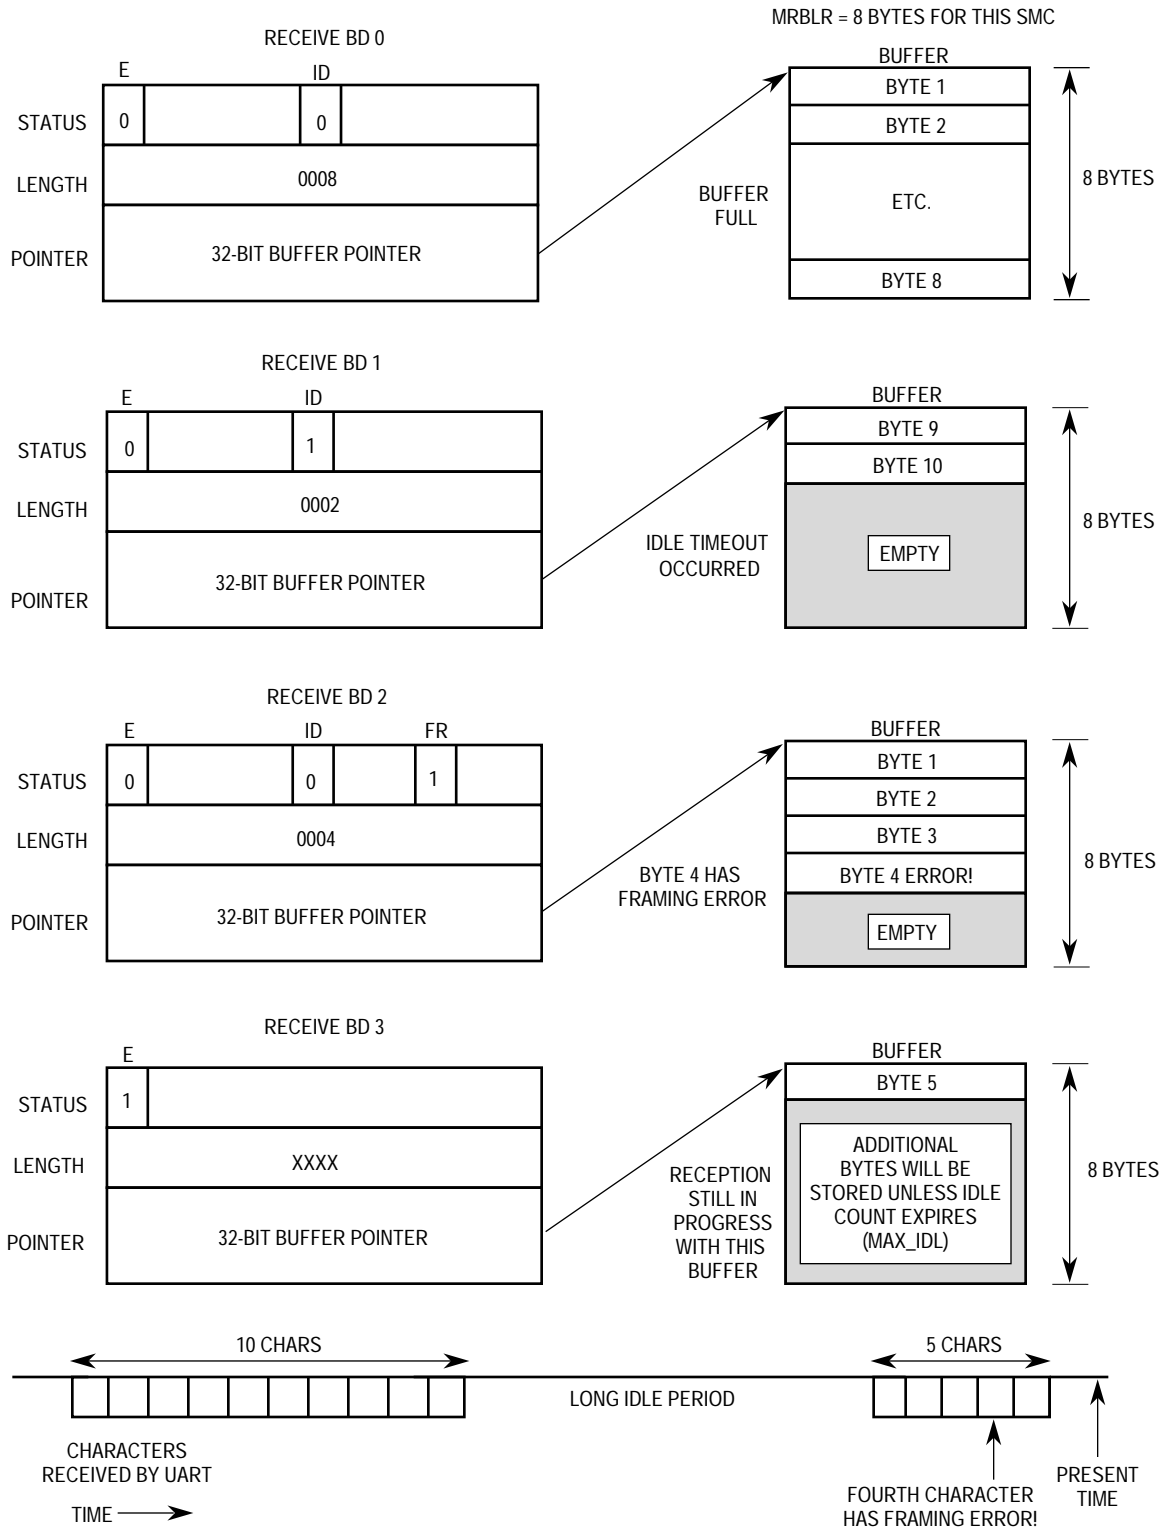 MRBLR = 8 BYTES FOR THIS SMC
RECEIVE BD 0
E ID
STATUS 0 0
LENGTH 0008
POINTER 32-BIT BUFFER POINTER
BUFFER
BYTE 1
BYTE 2
ETC.
BYTE 8
BUFFER
FULL
8 BYTES
RECEIVE BD 1
E ID
STATUS 0 1
LENGTH 0002
POINTER 32-BIT BUFFER POINTER
BUFFER
BYTE 9
BYTE 10
EMPTY
IDLE TIMEOUT
OCCURRED
8 BYTES
RECEIVE BD 2
E ID FR
STATUS 0 0 1
LENGTH 0004
POINTER 32-BIT BUFFER POINTER
BUFFER
BYTE 1
BYTE 2
BYTE 3
BYTE 4 ERROR!
EMPTY
BYTE 4 HAS
FRAMING ERROR
8 BYTES
RECEIVE BD 3
E
STATUS 1
LENGTH XXXX
POINTER 32-BIT BUFFER POINTER
BUFFER
BYTE 5
ADDITIONAL
BYTES WILL BE
STORED UNLESS IDLE
COUNT EXPIRES
(MAX_IDL)
RECEPTION
STILL IN
PROGRESS
WITH THIS
BUFFER
8 BYTES
10 CHARS
5 CHARS
LONG IDLE PERIOD
CHARACTERS
RECEIVED BY UART
TIME
FOURTH CHARACTER
HAS FRAMING ERROR!
PRESENT
TIME